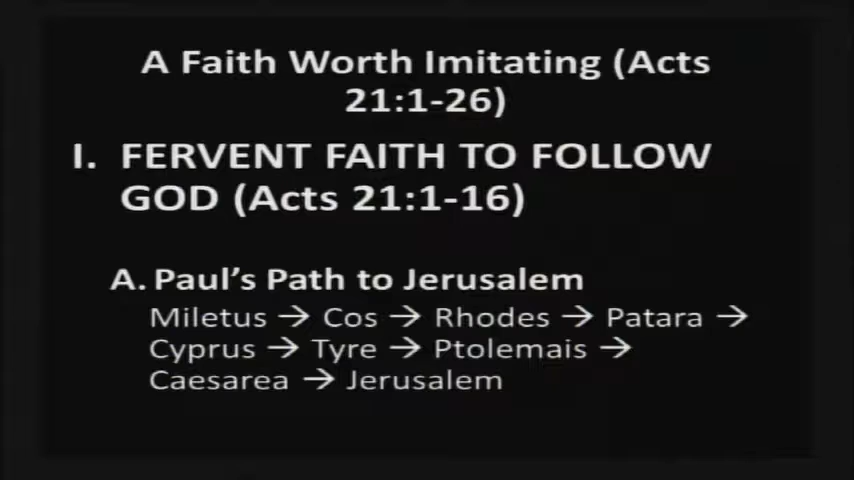 A Faith Worth Imitating (Acts
21:1-26)
I. FERVENT FAITH TO FOLLOW
GOD (Acts 21:1-16)
A. Paul's Path to Jerusalem
Miletus → Cos → Rhodes → Patara →
Cyprus → Tyre → Ptolemais →
Caesarea → Jerusalem